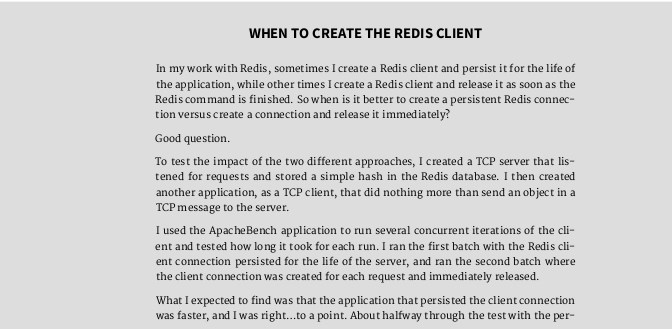 WHEN TO CREATE THE REDIS CLIENT
In my work with Redis, sometimes I create a Redis client and persist it for the life of
the application, while other times I create a Redis client and release it as soon as the
Redis command is finished. So when is it better to create a persistent Redis connec-
tion versus create a connection and release it immediately?
Good question.
To test the impact of the two different approaches, I created a TCP server that lis-
tened for requests and stored a simple hash in the Redis database. I then created
another application, as a TCP client, that did nothing more than send an object in a
TCP message to the server.
I used the ApacheBench application to run several concurrent iterations of the cli-
ent and tested how long it took for each run. I ran the first batch with the Redis cli-
ent connection persisted for the life of the server, and ran the second batch where
the client connection was created for each request and immediately released.
What I expected to find was that the application that persisted the client connection
was faster, and I was right...to a point. About halfway through the test with the per-